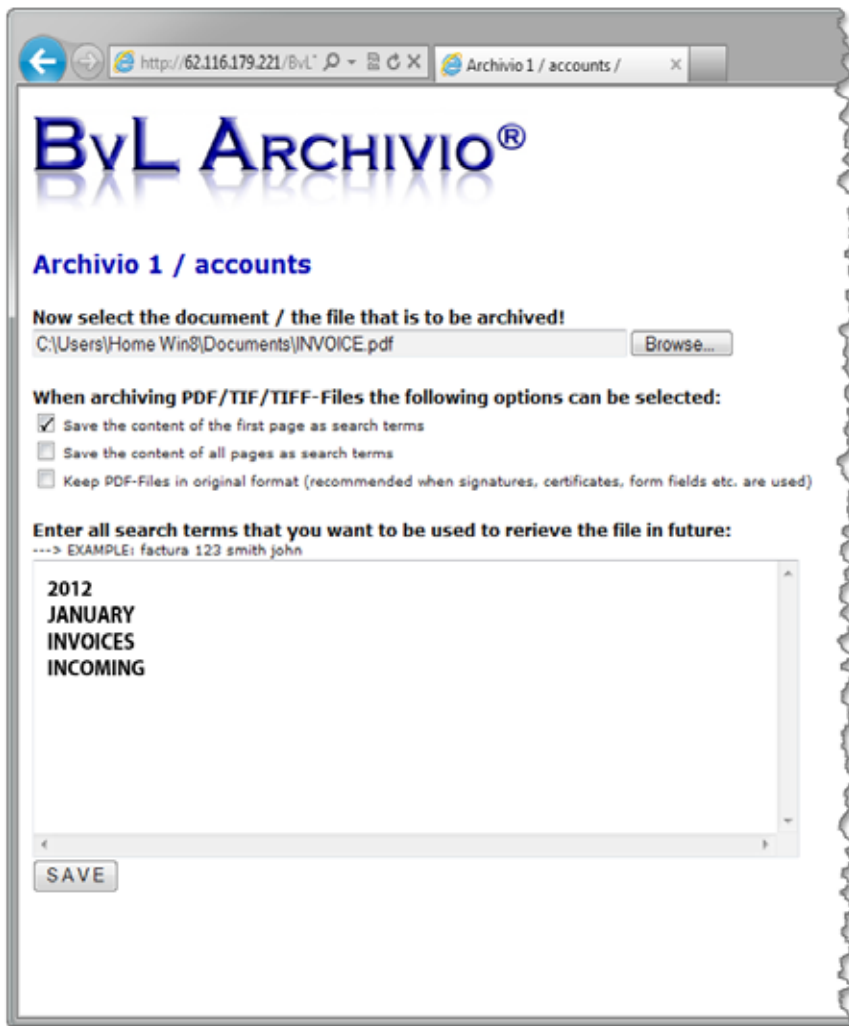 http://62.116.179.221/BvL
Archivio 1 / accounts /
BVL ARCHIVIO®
Archivio 1 / accounts
Now select the document / the file that is to be archived!
C:\Users\Home Win8\Documents\INVOICE.pdf
Browse...
When archiving PDF/TIF/TIFF-Files the following options can be selected:
Save the content of the first page as search terms
Save the content of all pages as search terms
Keep PDF-Files in original format (recommended when signatures, certificates, form fields etc. are used)
Enter all search terms that you want to be used to rerieve the file in future:
---> EXAMPLE: factura 123 smith john
2012
JANUARY
INVOICES
INCOMING
SAVE